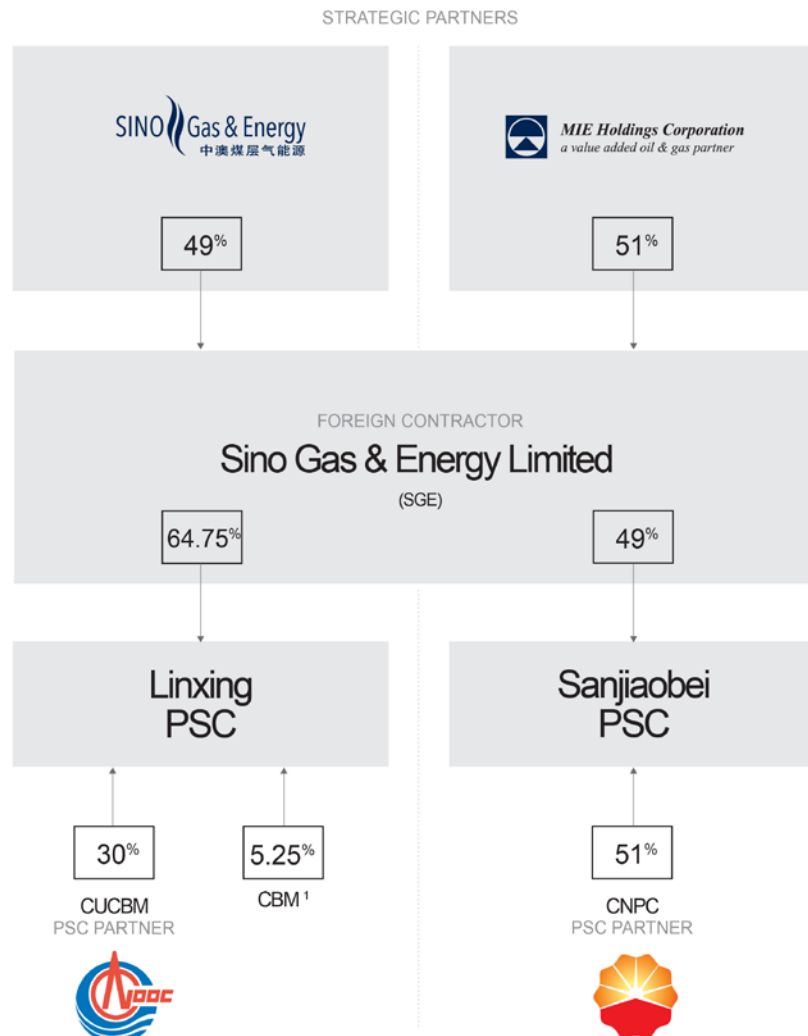 STRATEGIC PARTNERS
SINO Gas & Energy
中澳煤层气能源
MIE Holdings Corporation
a value added oil & gas partner
49%
51%
FOREIGN CONTRACTOR
Sino Gas & Energy Limited
(SGE)
64.75%
49%
Linxing
PSC
Sanjiaobei
PSC
30%
5.25%
51%
CUCBM
CBM ¹
CNPC
PSC PARTNER
PSC PARTNER
CNOOC